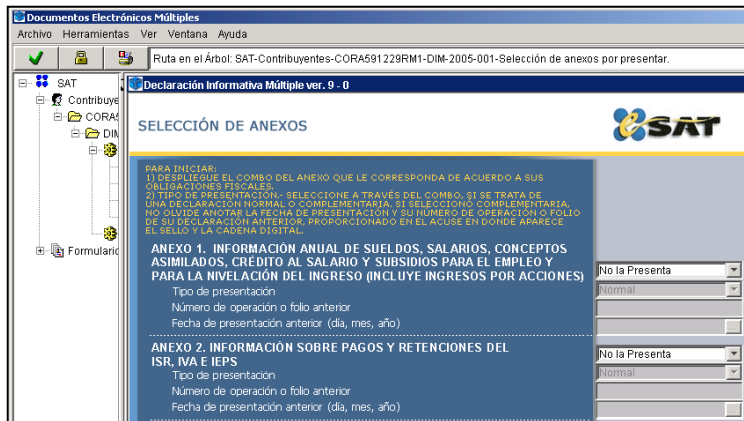 Documentos Electrónicos Múltiples
Archivo Herramientas Ver Ventana Ayuda
Ruta en el Árbol: SAT-Contribuyentes-CORA591229RM1-DIM-2005-001-Selección de anexos por presentar.
SAT
Contribuye
CORA5
DIM
Formulario
Declaración Informativa Múltiple ver. 9 - 0
SELECCIÓN DE ANEXOS
SAT
PARA INICIAR:
1) DESPLIEGUE EL COMBO DEL ANEXO QUE LE CORRESPONDA DE ACUERDO A SUS
OBLIGACIONES FISCALES.
2) TIPO DE PRESENTACIÓN.- SELECCIONE A TRAVÉS DEL COMBO, SI SE TRATA DE
UNA DECLARACIÓN NORMAL O COMPLEMENTARIA. SI SELECCIONÓ COMPLEMENTARIA,
NO OLVIDE ANOTAR LA FECHA DE PRESENTACIÓN Y SU NÚMERO DE OPERACIÓN O FOLIO
DE SU DECLARACIÓN ANTERIOR, PROPORCIONADO EN EL ACUSE EN DONDE APARECE
EL SELLO Y LA CADENA DIGITAL.
ANEXO 1. INFORMACIÓN ANUAL DE SUELDOS, SALARIOS, CONCEPTOS
ASIMILADOS, CRÉDITO AL SALARIO Y SUBSIDIOS PARA EL EMPLEO Y
PARA LA NIVELACIÓN DEL INGRESO (INCLUYE INGRESOS POR ACCIONES)
No la Presenta
Tipo de presentación
Normal
Número de operación o folio anterior
Fecha de presentación anterior (día, mes, año)
...
ANEXO 2. INFORMACIÓN SOBRE PAGOS Y RETENCIONES DEL
ISR, IVA E IEPS
No la Presenta
Tipo de presentación
Normal
Número de operación o folio anterior
Fecha de presentación anterior (día, mes, año)
...